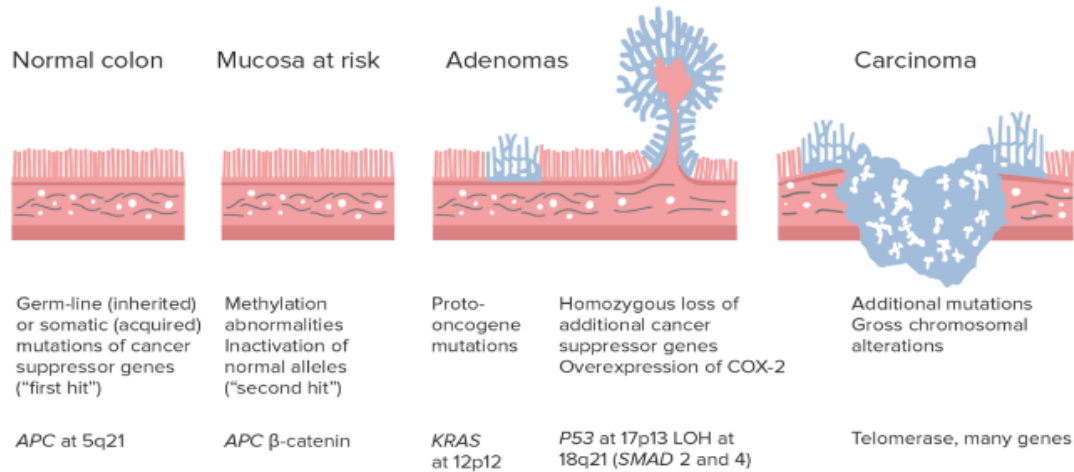 Normal colon
Mucosa at risk
Adenomas
Carcinoma
Germ-line (inherited)
or somatic (acquired)
mutations of cancer
suppressor genes
(“first hit”)
Methylation
abnormalities
Inactivation of
normal alleles
(“second hit”)
Proto-
oncogene
mutations
Homozygous loss of
additional cancer
suppressor genes
Overexpression of COX-2
Additional mutations
Gross chromosomal
alterations
APC at 5q21
APC β-catenin
KRAS
at 12p12
P53 at 17p13 LOH at
18q21 (SMAD 2 and 4)
Telomerase, many genes